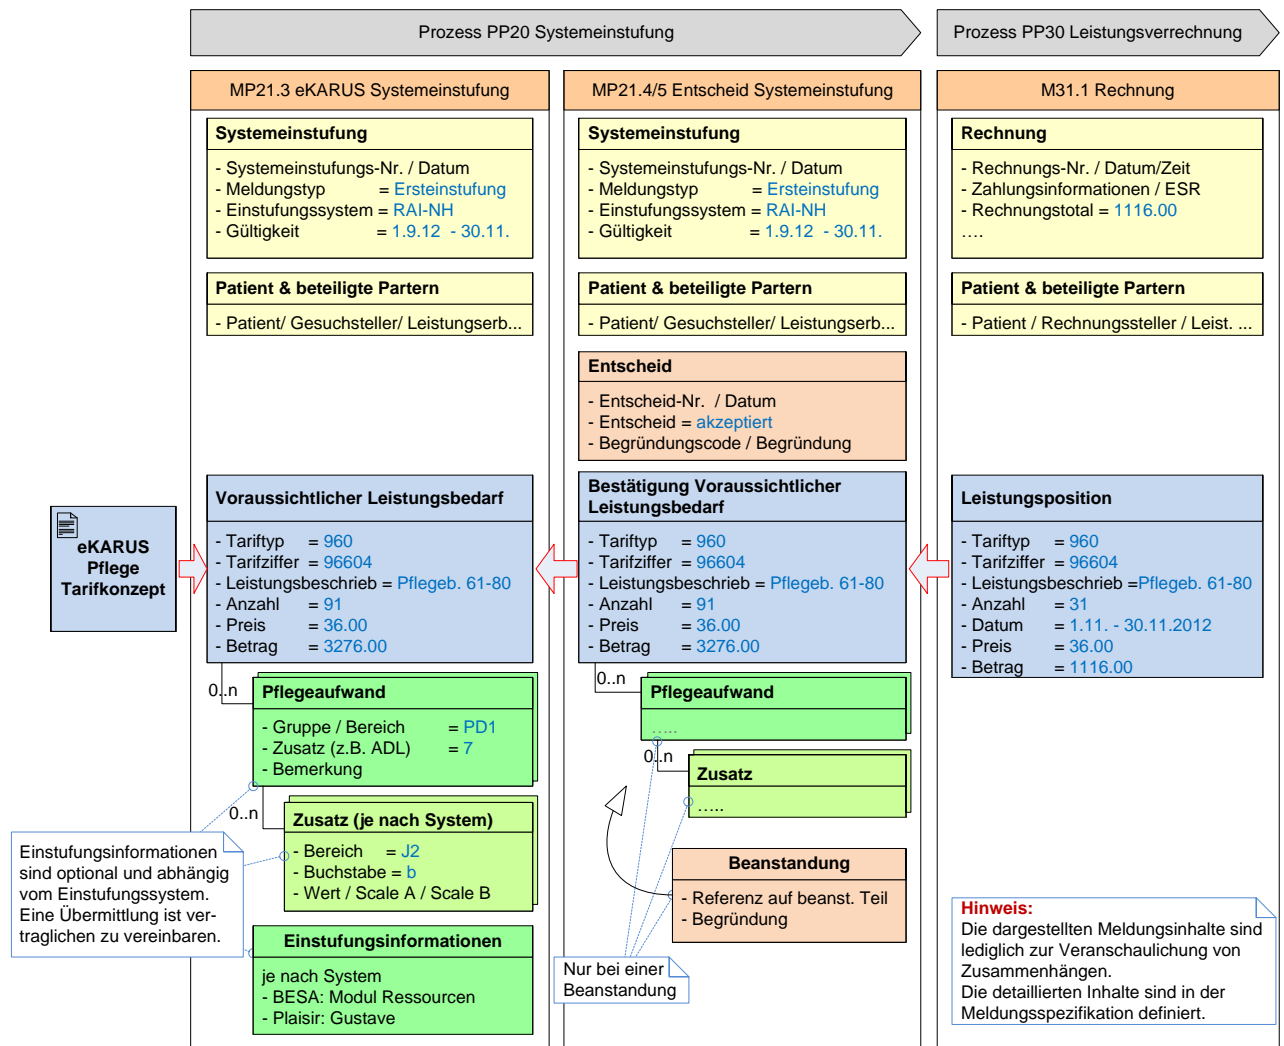 Prozess PP20 Systemeinstufung
Prozess PP30 Leistungsverrechnung
MP21.3 eKARUS Systemeinstufung
Systemeinstufung
- Systemeinstufungs-Nr. / Datum
- Meldungstyp = Ersteinstufung
- Einstufungssystem = RAI-NH
- Gültigkeit = 1.9.12 - 30.11.
Patient & beteiligte Partern
- Patient/ Gesuchsteller/ Leistungserb...
eKARUS
Pflege
Tarifkonzept
Voraussichtlicher Leistungsbedarf
- Tariftyp = 960
- Tarifziffer = 96604
- Leistungsbeschrieb = Pflegeb. 61-80
- Anzahl = 91
- Preis = 36.00
- Betrag = 3276.00
0..n
Pflegeaufwand
- Gruppe / Bereich = PD1
- Zusatz (z.B. ADL) = 7
- Bemerkung
0..n
Zusatz (je nach System)
- Bereich = J2
- Buchstabe = b
- Wert / Scale A / Scale B
Einstufungsinformationen
sind optional und abhängig
vom Einstufungssystem.
Eine Übermittlung ist ver-
traglichen zu vereinbaren.
Einstufungsinformationen
je nach System
- BESA: Modul Ressourcen
- Plaisir: Gustave
MP21.4/5 Entscheid Systemeinstufung
Systemeinstufung
- Systemeinstufungs-Nr. / Datum
- Meldungstyp = Ersteinstufung
- Einstufungssystem = RAI-NH
- Gültigkeit = 1.9.12 - 30.11.
Patient & beteiligte Partern
- Patient/ Gesuchsteller/ Leistungserb...
Entscheid
- Entscheid-Nr. / Datum
- Entscheid = akzeptiert
- Begründungscode / Begründung
Bestätigung Voraussichtlicher
Leistungsbedarf
- Tariftyp = 960
- Tarifziffer = 96604
- Leistungsbeschrieb = Pflegeb. 61-80
- Anzahl = 91
- Preis = 36.00
- Betrag = 3276.00
0..n
Pflegeaufwand
.....
0..n
Zusatz
.....
Beanstandung
- Referenz auf beanst. Teil
- Begründung
Nur bei einer
Beanstandung
M31.1 Rechnung
Rechnung
- Rechnungs-Nr. / Datum/Zeit
- Zahlungsinformationen / ESR
- Rechnungstotal = 1116.00
....
Patient & beteiligte Partern
- Patient / Rechnungssteller / Leist. ...
Leistungsposition
- Tariftyp = 960
- Tarifziffer = 96604
- Leistungsbeschrieb =Pflegeb. 61-80
- Anzahl = 31
- Datum = 1.11. - 30.11.2012
- Preis = 36.00
- Betrag = 1116.00
Hinweis:
Die dargestellten Meldungsinhalte sind
lediglich zur Veranschaulichung von
Zusammenhängen.
Die detaillierten Inhalte sind in der
Meldungsspezifikation definiert.